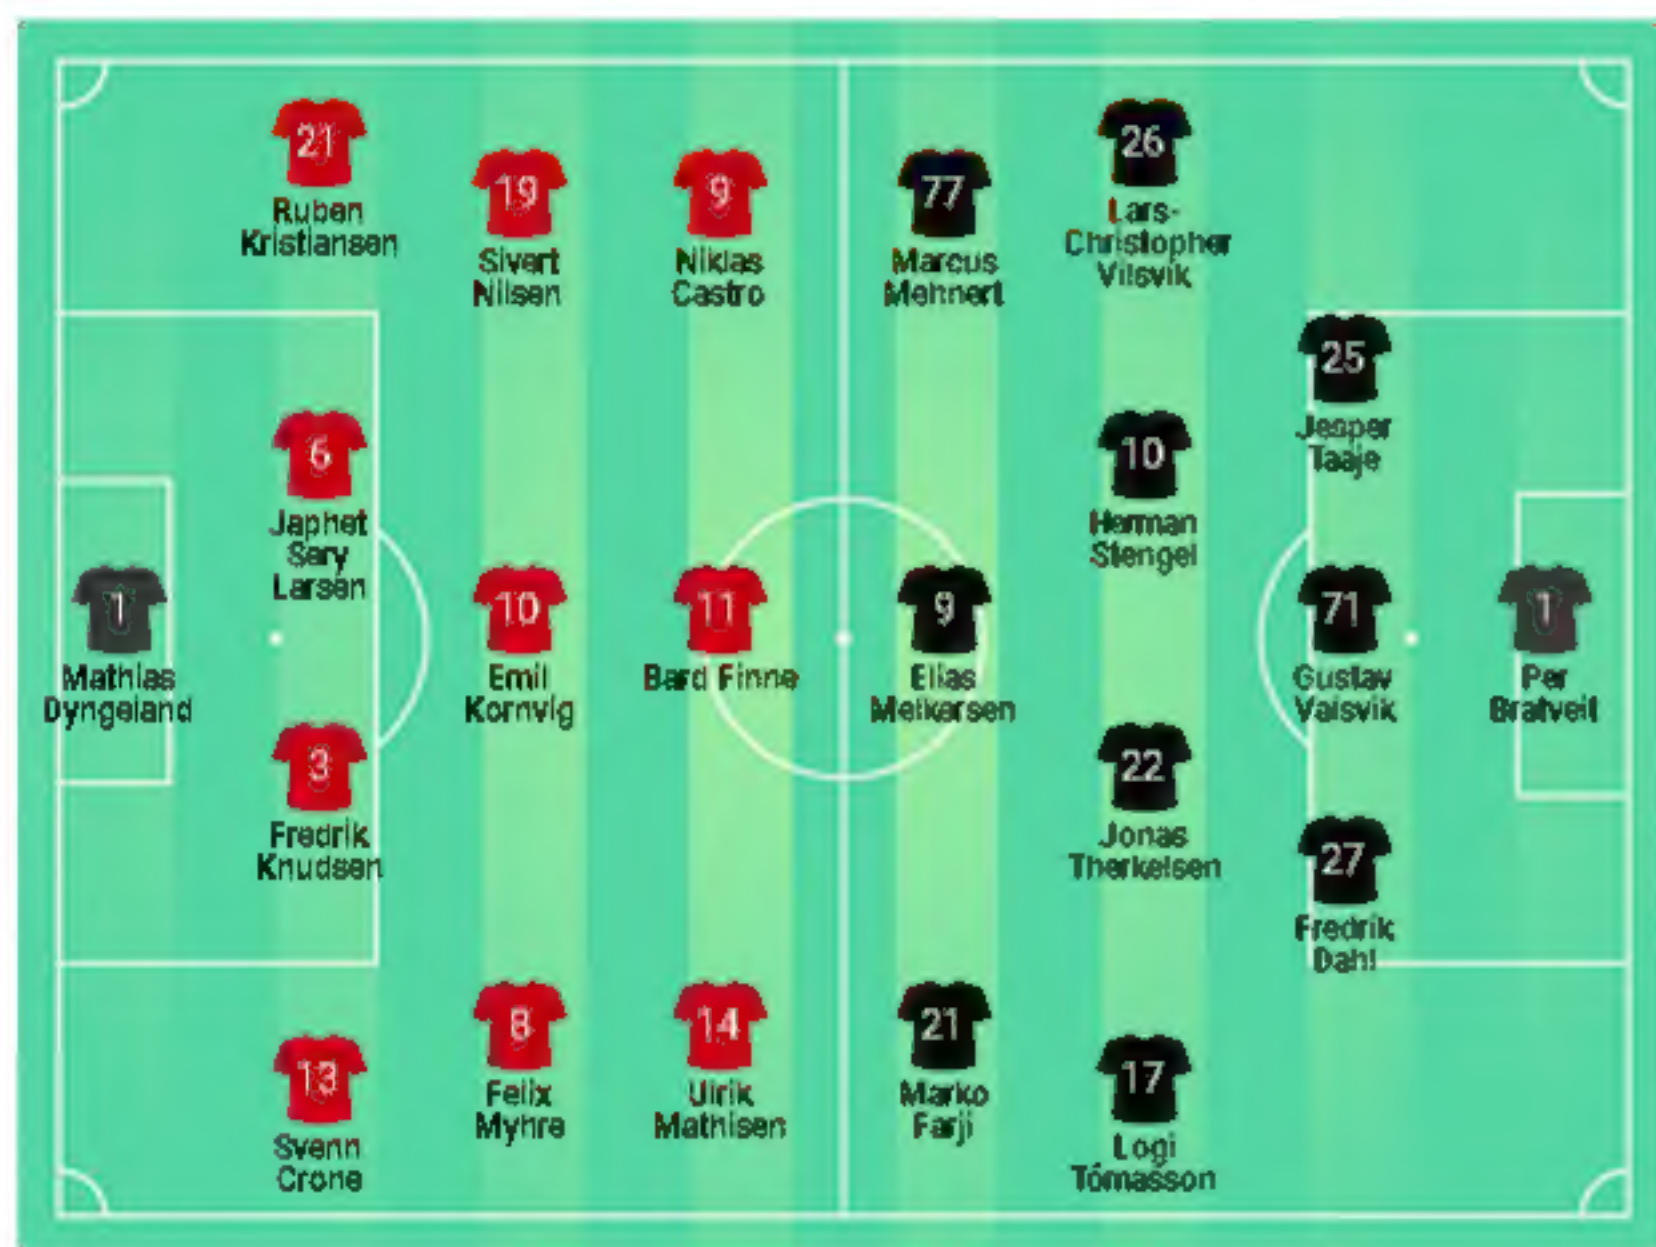 21
Ruben
Kristiansen
19
Sivert
Nilsen
9
Niklas
Castro
77
Marcus
Mehnert
26
Lars-
Christopher
Vilsvik
25
Jesper
Taaje
6
Japhet
Sery
Larsen
10
Herman
Stengel
1
Mathias
Dyngeland
10
Emil
Kornvig
11
Bard Finne
9
Elias
Melkersen
71
Gustav
Valsvik
1
Per
Bratveit
3
Fredrik
Knudsen
22
Jonas
Therkelsen
27
Fredrik
Dahl
13
Svenn
Crone
8
Felix
Myhre
14
Ulrik
Mathisen
21
Marko
Farji
17
Logi
Tómasson